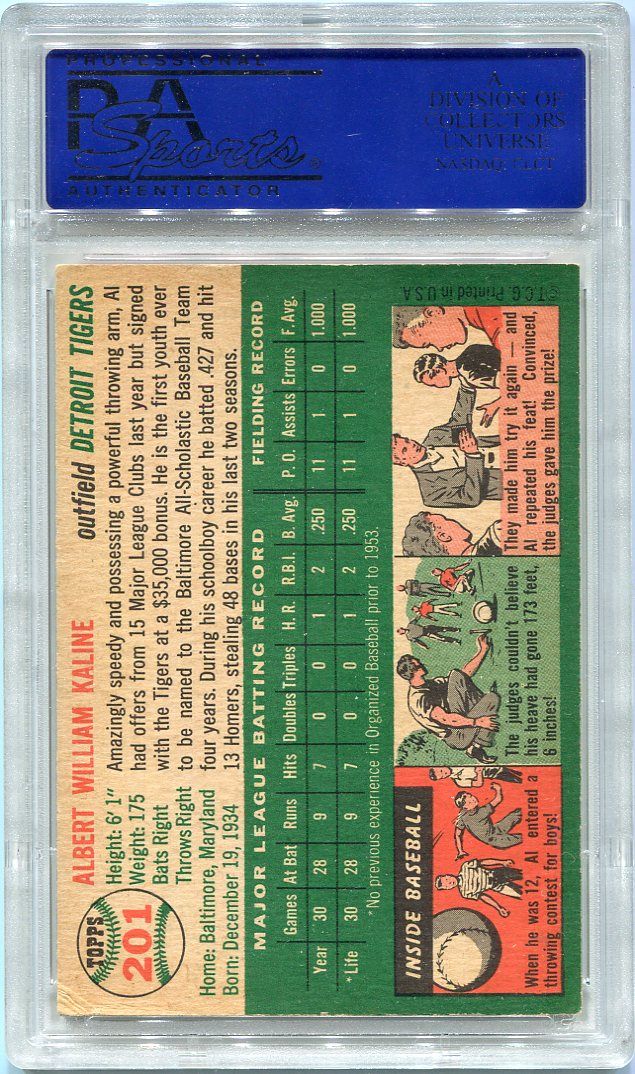 PROFESSIONAL
PSA
Sports®
AUTHENTICATOR
A
DIVISION OF
COLLECTORS
UNIVERSE
NASDAQ: CLCT
TOPPS
201
ALBERT WILLIAM KALINE outfield DETROIT TIGERS
Height: 6' 1"
Weight: 175
Bats Right
Throws Right
Home: Baltimore, Maryland
Born: December 19, 1934
Amazingly speedy and possessing a powerful throwing arm, Al
had offers from 15 Major League Clubs last year but signed
with the Tigers at a $35,000 bonus. He is the first youth ever
to be named to the Baltimore All-Scholastic Baseball Team
four years. During his schoolboy career he batted .427 and hit
13 Homers, stealing 48 bases in his last two seasons.
MAJOR LEAGUE BATTING RECORD FIELDING RECORD
Games At Bat Runs Hits Doubles Triples H.R. R.B.I. B. Avg. P.O. Assists Errors F. Avg.
Year 30 28 9 7 0 0 1 2 .250 11 1 0 1.000
*Life 30 28 9 7 0 0 1 2 .250 11 1 0 1.000
*No previous experience in Organized Baseball prior to 1953.
INSIDE BASEBALL
When he was 12, Al entered a
throwing contest for boys!
The judges couldn't believe
his heave had gone 173 feet,
6 inches!
They made him try it again — and
Al repeated his feat! Convinced,
the judges gave him the prize!
©T.C.G. Printed in U.S.A